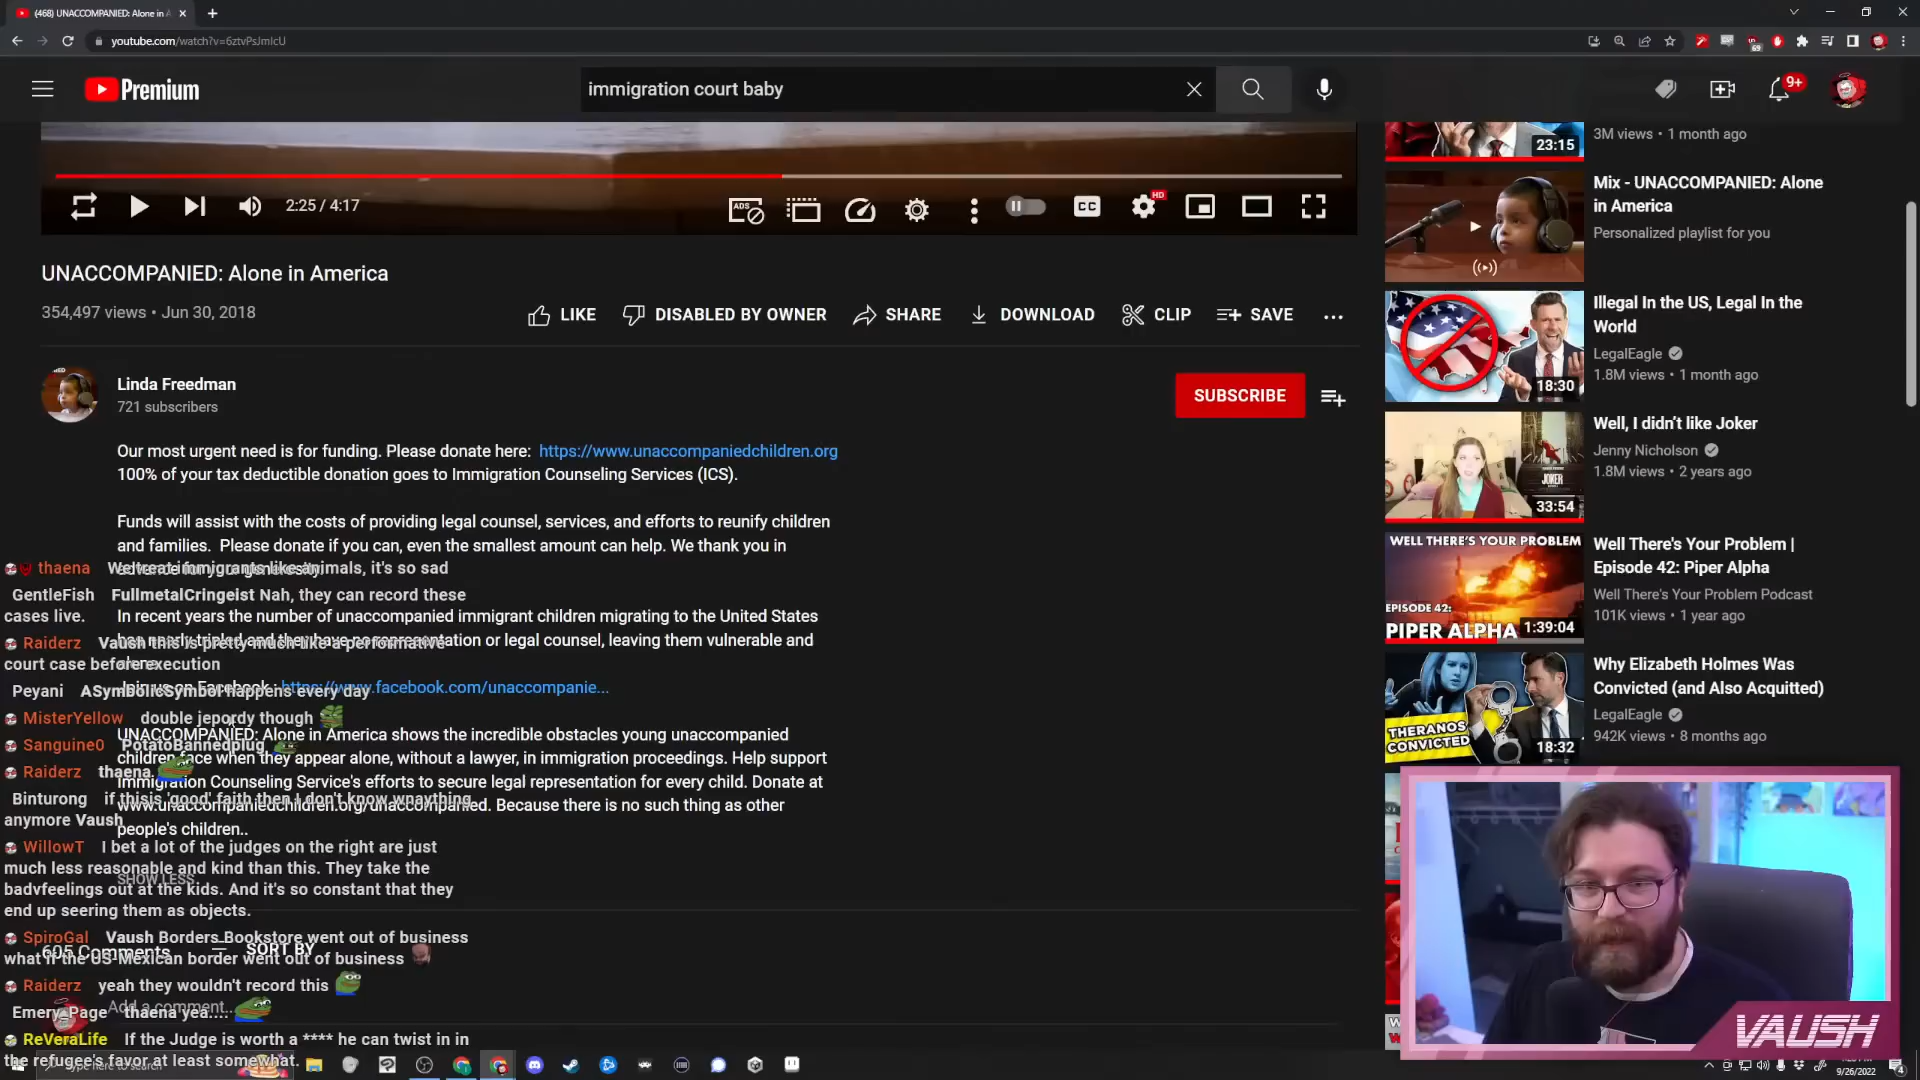 (468) UNACCOMPANIED: Alone in A
youtube.com/watch?v=6ztvPsJmIcU
Premium
immigration court baby
9+
69
23:15
3M views • 1 month ago
2:25 / 4:17
ADS
CC
HD
Mix - UNACCOMPANIED: Alone
in America
Personalized playlist for you
UNACCOMPANIED: Alone in America
354,497 views • Jun 30, 2018
LIKE
DISABLED BY OWNER
SHARE
DOWNLOAD
CLIP
SAVE
Illegal In the US, Legal In the
World
LegalEagle
1.8M views • 1 month ago
18:30
Linda Freedman
721 subscribers
SUBSCRIBE
Our most urgent need is for funding. Please donate here: https://www.unaccompaniedchildren.org
100% of your tax deductible donation goes to Immigration Counseling Services (ICS).
Funds will assist with the costs of providing legal counsel, services, and efforts to reunify children
and families. Please donate if you can, even the smallest amount can help. We thank you in
advance for your generosity.
In recent years the number of unaccompanied immigrant children migrating to the United States
has nearly tripled and they have no representation or legal counsel, leaving them vulnerable and
Join us on Facebook : https://www.facebook.com/unaccompanie...
UNACCOMPANIED: Alone in America shows the incredible obstacles young unaccompanied
children face when they appear alone, without a lawyer, in immigration proceedings. Help support
Immigration Counseling Service's efforts to secure legal representation for every child. Donate at
www.unaccompaniedchildren.org/unaccompanied. Because there is no such thing as other
people's children..
SHOW LESS
605 Comments
SORT BY
Add a comment...
Well, I didn't like Joker
Jenny Nicholson
1.8M views • 2 years ago
JOKER
33:54
WELL THERE'S YOUR PROBLEM
EPISODE 42:
PIPER ALPHA
1:39:04
Well There's Your Problem |
Episode 42: Piper Alpha
Well There's Your Problem Podcast
101K views • 1 year ago
THERANOS
CONVICTED
18:32
Why Elizabeth Holmes Was
Convicted (and Also Acquitted)
LegalEagle
942K views • 8 months ago
thaena We treat immigrants like animals, it's so sad
GentleFish FullmetalCringeist Nah, they can record these
cases live.
Raiderz Vaush this is pretty much like a performative
court case before execution
Peyani ASymbolicSymbol happens every day
MisterYellow double jepordy though
Sanguine0 PotatoBannedplug
Raiderz thaena
Binturong if thisis 'good' faith then I don't know wnaything
anymore Vaush
WillowT I bet a lot of the judges on the right are just
much less reasonable and kind than this. They take the
badvfeelings out at the kids. And it's so constant that they
end up seering them as objects.
SpiroGal Vaush Borders Bookstore went out of business
what if the US-Mexican border went out of business
Raiderz yeah they wouldn't record this
Emery_Page thaena yea....
ReVeraLife If the Judge is worth a **** he can twist in in
the refugee's favor at least somewhat.
Type here to search
VAUSH
9/26/2022
4